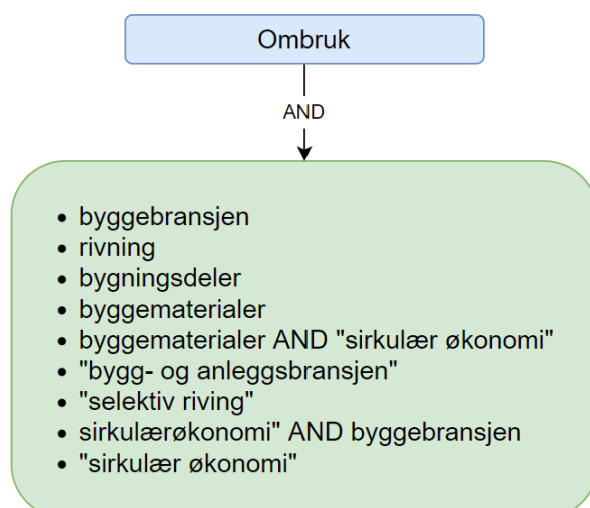 Ombruk
AND
• byggebransjen
• rivning
• bygningsdeler
• byggematerialer
• byggematerialer AND "sirkulær økonomi"
• "bygg- og anleggsbransjen"
• "selektiv riving"
• sirkulærøkonomi" AND byggebransjen
• "sirkulær økonomi"